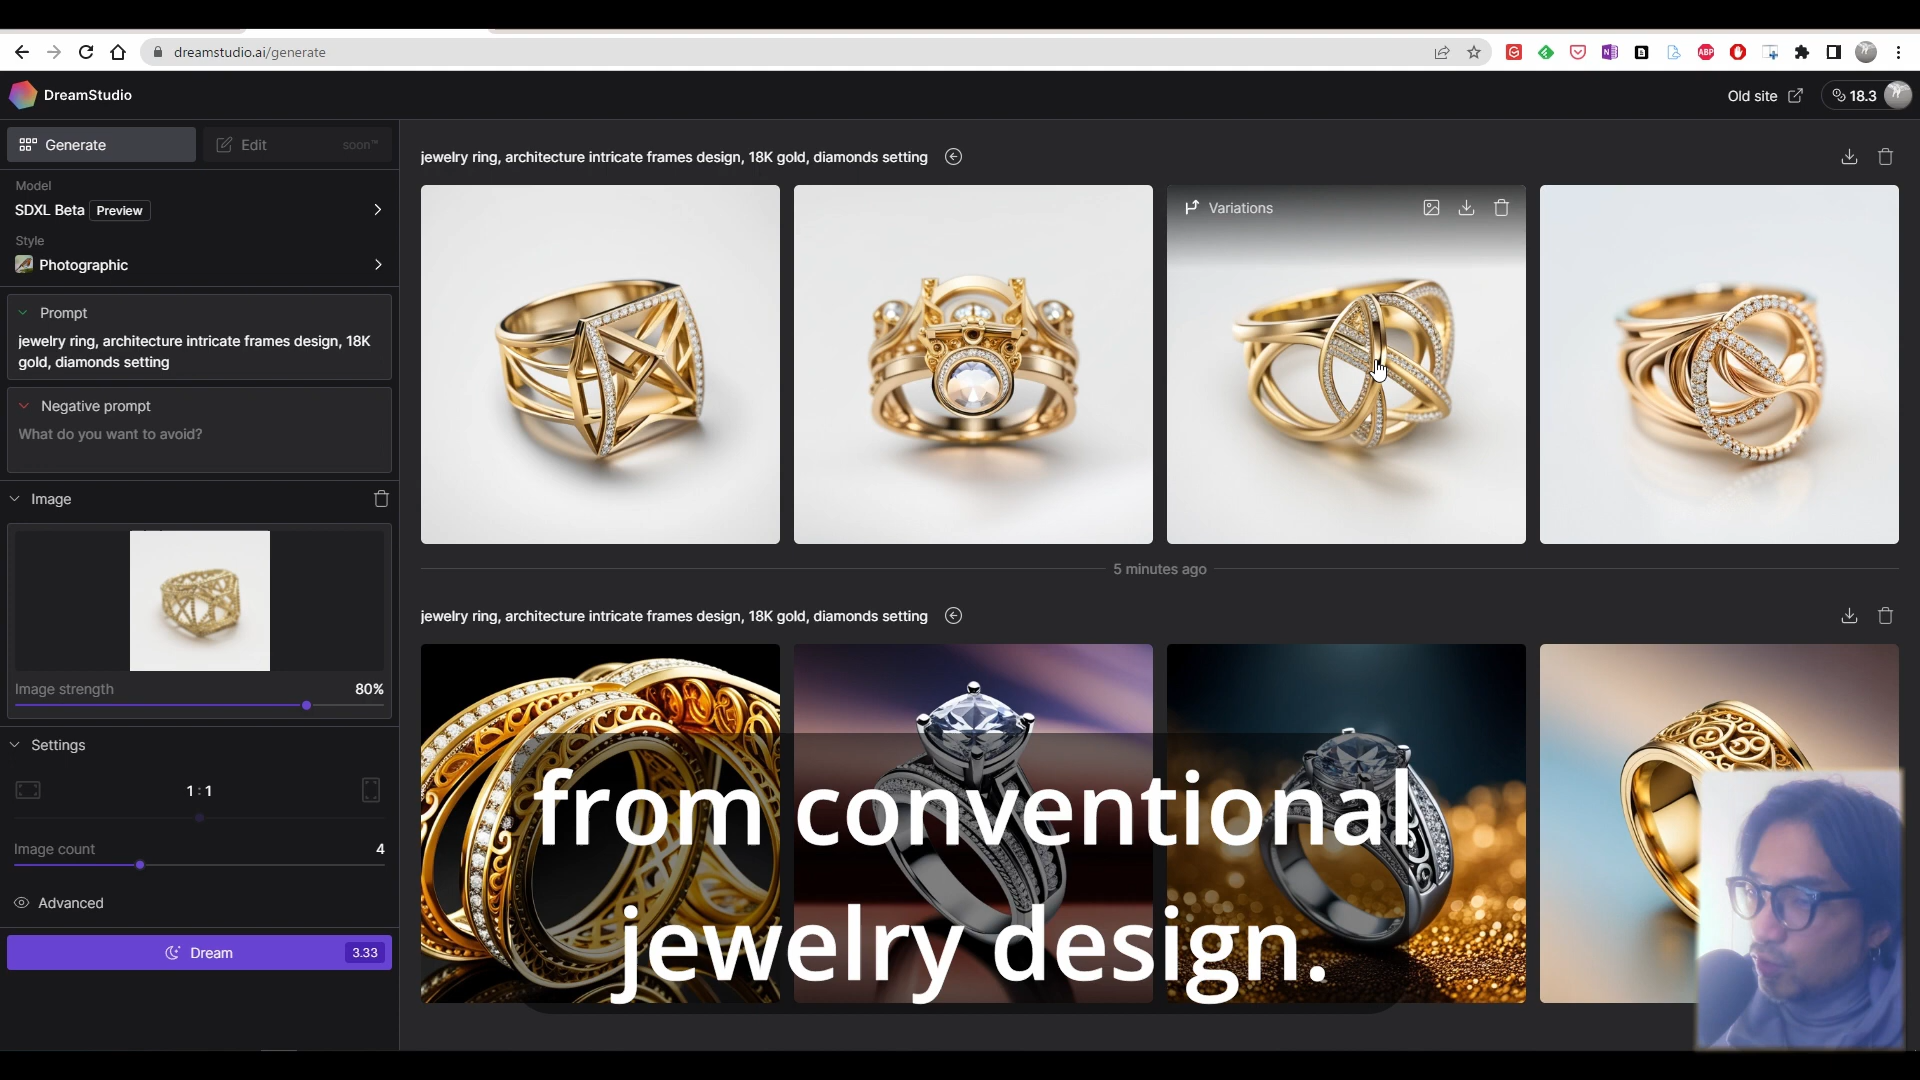 dreamstudio.ai/generate
DreamStudio
Old site
18.3
Generate
Edit
soon™
Model
SDXL Beta Preview
Style
Photographic
Prompt
jewelry ring, architecture intricate frames design, 18K
gold, diamonds setting
Negative prompt
What do you want to avoid?
Image
Image strength 80%
Settings
1 : 1
Image count 4
Advanced
Dream 3.33
jewelry ring, architecture intricate frames design, 18K gold, diamonds setting
Variations
5 minutes ago
jewelry ring, architecture intricate frames design, 18K gold, diamonds setting
from conventional
jewelry design.
ABP